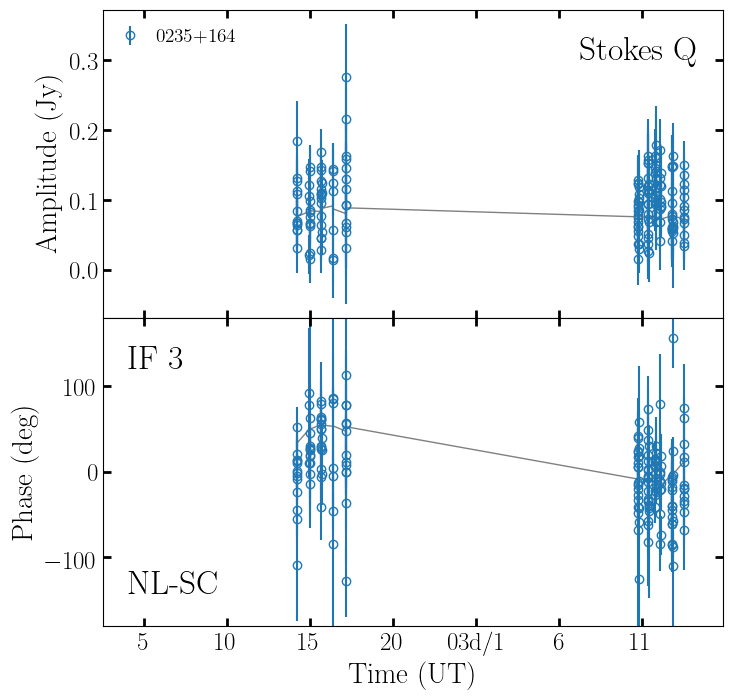 0235+164
Stokes Q
Amplitude (Jy)
0.3
0.2
0.1
0.0
IF 3
Phase (deg)
100
0
−100
NL-SC
5 10 15 20 03d/1 6 11
Time (UT)